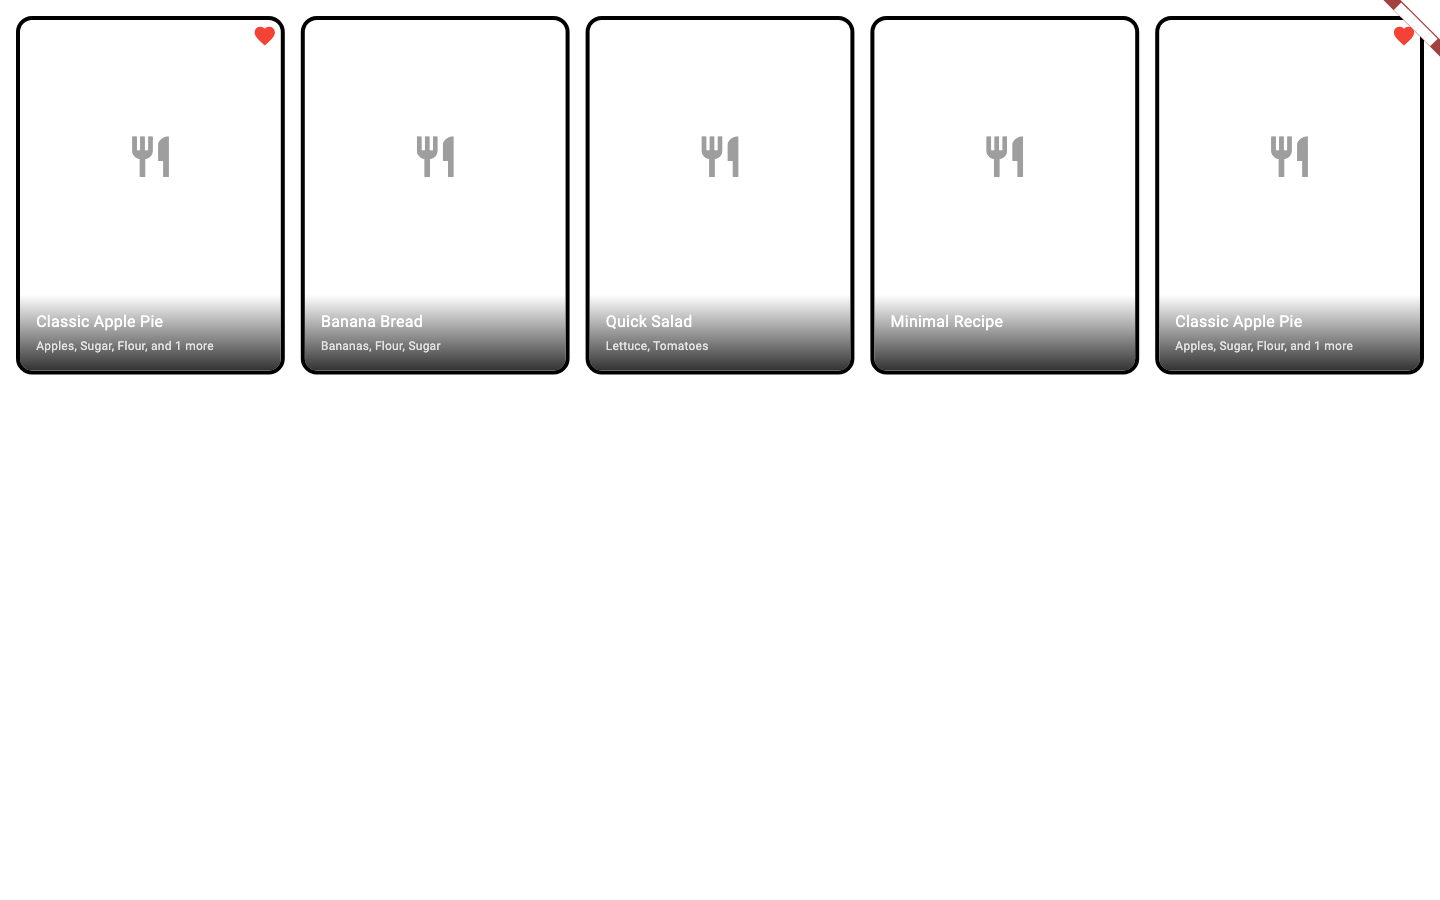 Classic Apple Pie
Apples, Sugar, Flour, and 1 more
Banana Bread
Bananas, Flour, Sugar
Quick Salad
Lettuce, Tomatoes
Minimal Recipe
Classic Apple Pie
Apples, Sugar, Flour, and 1 more